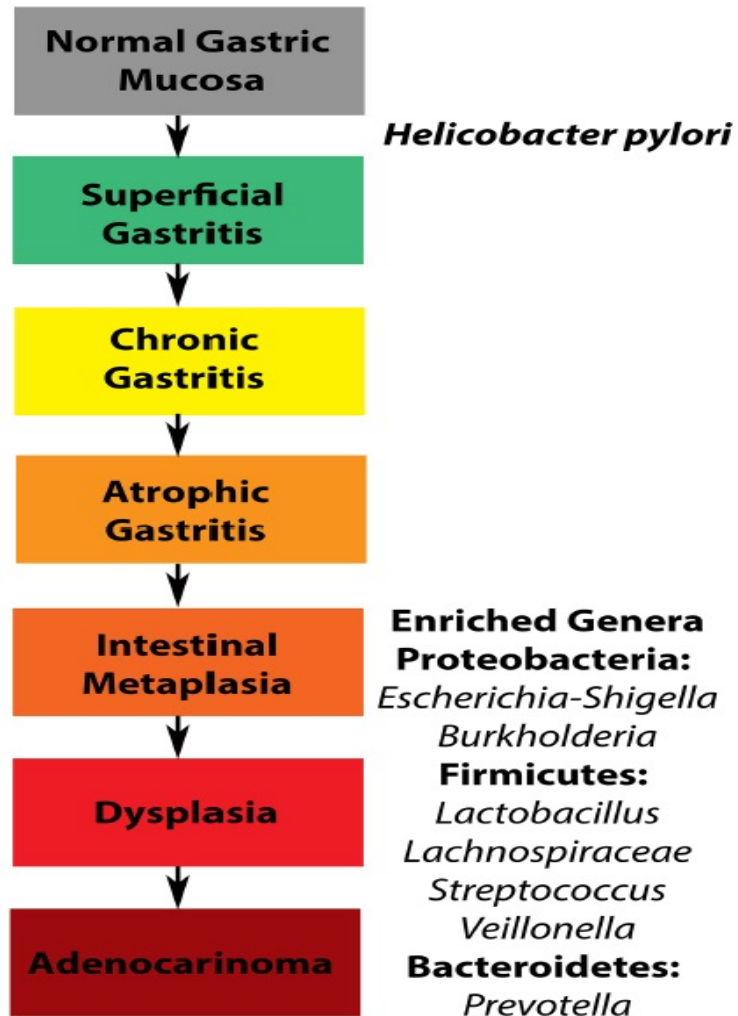 Normal Gastric
Mucosa
Helicobacter pylori
Superficial
Gastritis
Chronic
Gastritis
Atrophic
Gastritis
Intestinal
Metaplasia
Dysplasia
Adenocarinoma
Enriched Genera
Proteobacteria:
Escherichia-Shigella
Burkholderia
Firmicutes:
Lactobacillus
Lachnospiraceae
Streptococcus
Veillonella
Bacteroidetes:
Prevotella